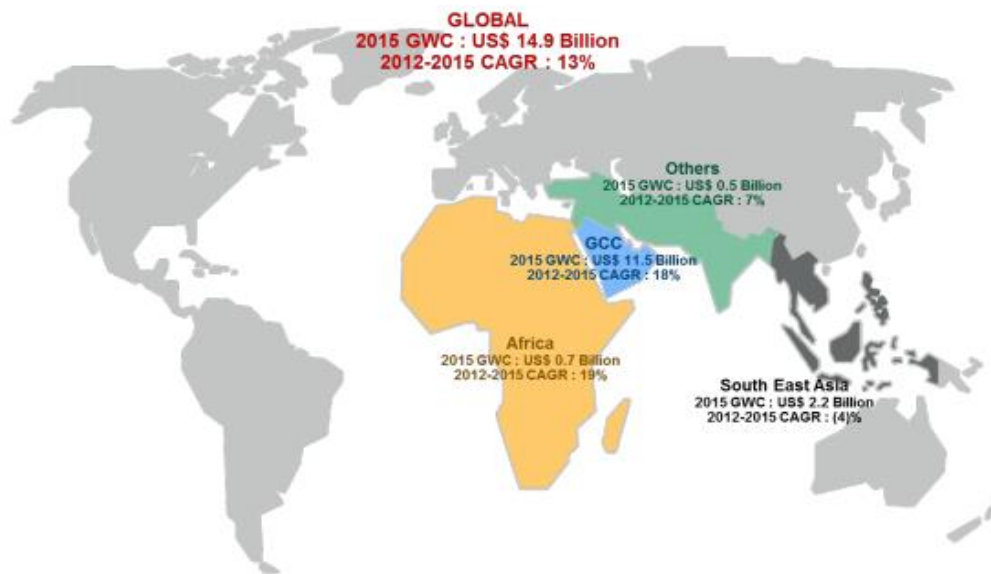 GLOBAL
2015 GWC : US$ 14.9 Billion
2012-2015 CAGR : 13%
Others
2015 GWC : US$ 0.5 Billion
2012-2015 CAGR : 7%
GCC
2015 GWC : US$ 11.5 Billion
2012-2015 CAGR : 18%
Africa
2015 GWC : US$ 0.7 Billion
2012-2015 CAGR : 19%
South East Asia
2015 GWC : US$ 2.2 Billion
2012-2015 CAGR : (4)%